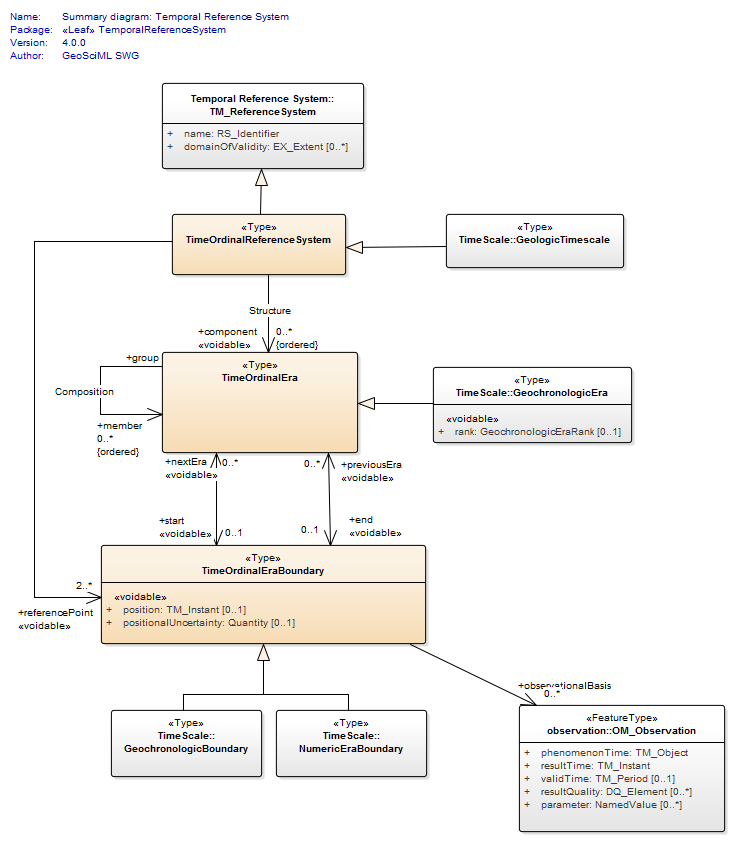 Name: Summary diagram: Temporal Reference System
Package: «Leaf» TemporalReferenceSystem
Version: 4.0.0
Author: GeoSciML SWG
Temporal Reference System::
TM_ReferenceSystem
+ name: RS_Identifier
+ domainOfValidity: EX_Extent [0..*]
«Type»
TimeOrdinalReferenceSystem
«Type»
TimeScale::GeologicTimescale
Structure
+component 0..*
«voidable» {ordered}
+group
Composition
+member
0..*
{ordered}
«Type»
TimeOrdinalEra
«Type»
TimeScale::GeochronologicEra
«voidable»
+ rank: GeochronologicEraRank [0..1]
+nextEra 0..*
«voidable»
0..* +previousEra
«voidable»
+start
«voidable» 0..1
0..1 +end
«voidable»
«Type»
TimeOrdinalEraBoundary
«voidable»
+ position: TM_Instant [0..1]
+ positionalUncertainty: Quantity [0..1]
2..*
+referencePoint
«voidable»
«Type»
TimeScale::
GeochronologicBoundary
«Type»
TimeScale::
NumericEraBoundary
+observationalBasis
0..*
«FeatureType»
observation::OM_Observation
+ phenomenonTime: TM_Object
+ resultTime: TM_Instant
+ validTime: TM_Period [0..1]
+ resultQuality: DQ_Element [0..*]
+ parameter: NamedValue [0..*]